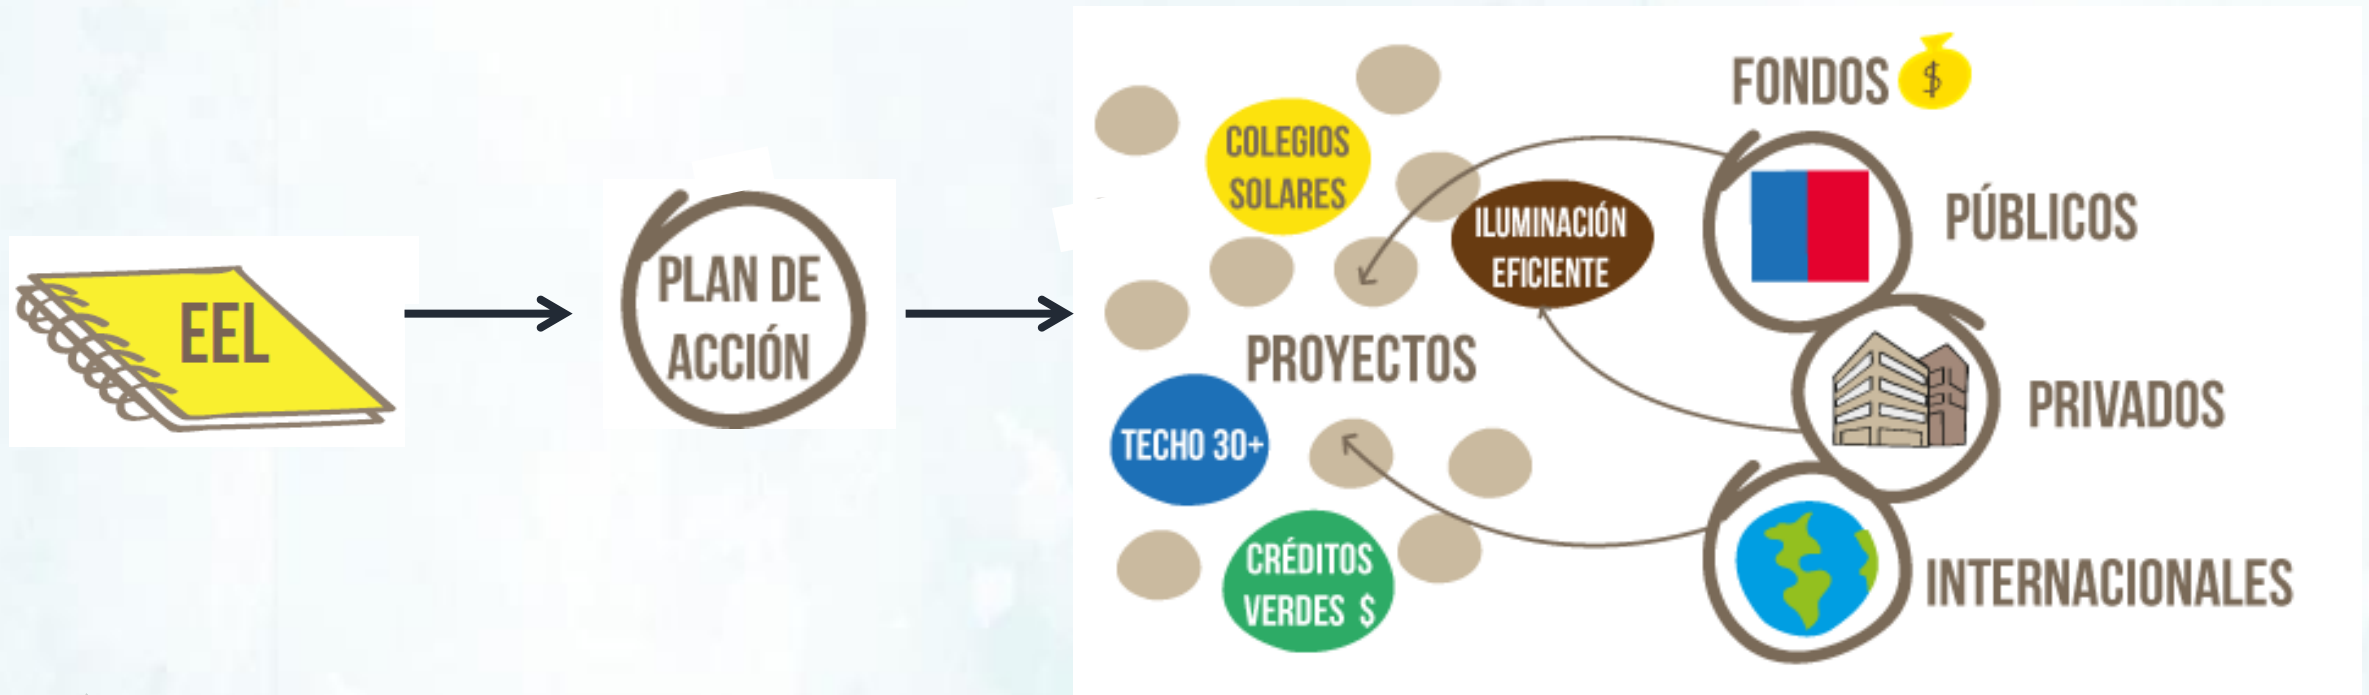 EEL
PLAN DE
ACCIÓN
COLEGIOS
SOLARES
ILUMINACIÓN
EFICIENTE
PROYECTOS
TECHO 30+
CRÉDITOS
VERDES $
FONDOS $
PÚBLICOS
PRIVADOS
INTERNACIONALES